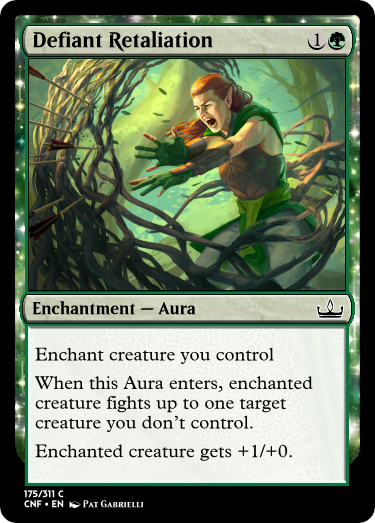 Defiant Retaliation 1
Enchantment — Aura
Enchant creature you control
When this Aura enters, enchanted
creature fights up to one target
creature you don't control.
Enchanted creature gets +1/+0.
175/311 C
CNF • EN Pat Gabrielli